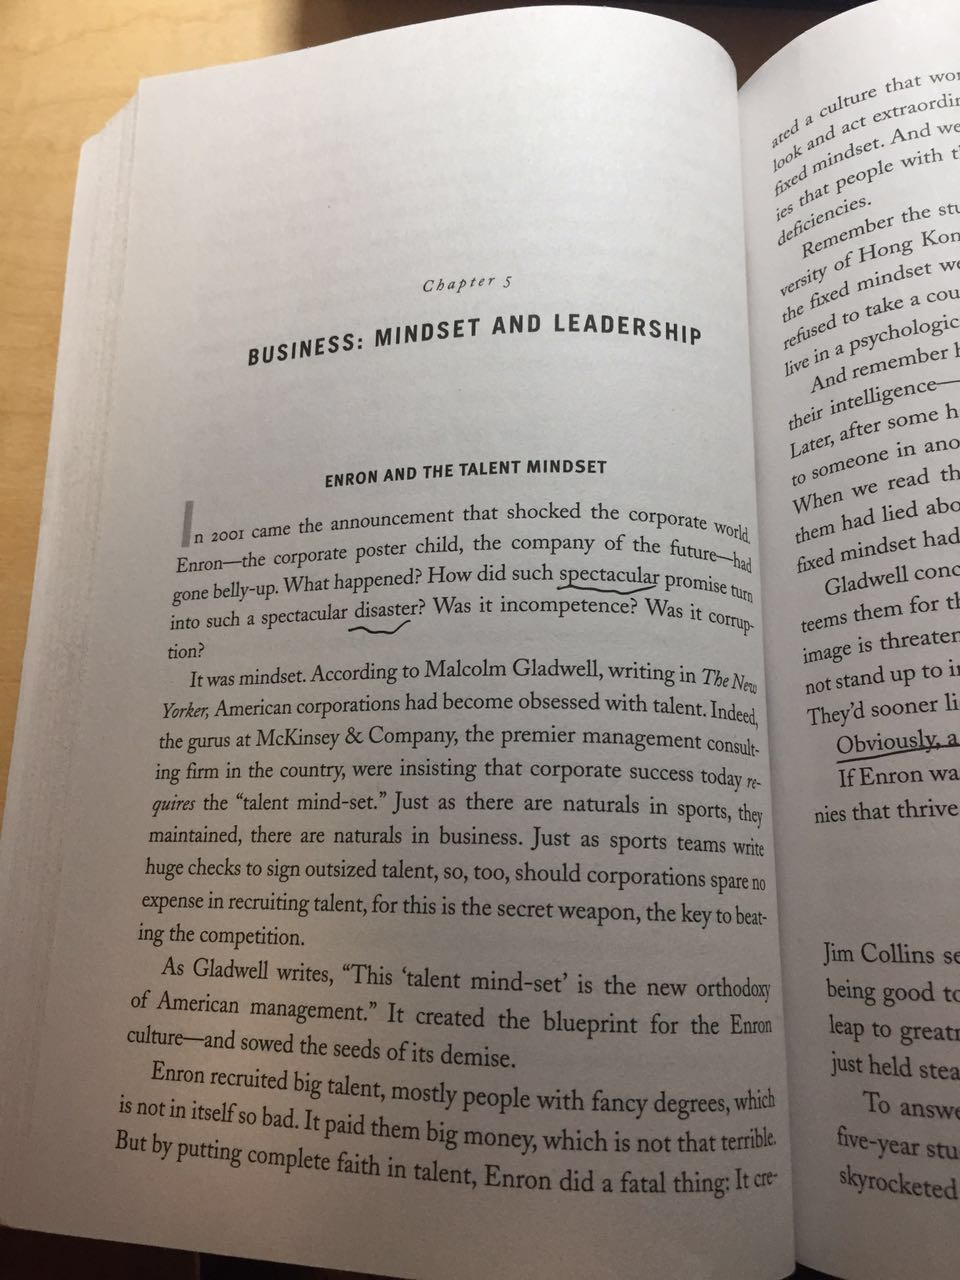 Chapter 5
BUSINESS: MINDSET AND LEADERSHIP
ENRON AND THE TALENT MINDSET
In 2001 came the announcement that shocked the corporate world.
Enron—the corporate poster child, the company of the future—had
gone belly-up. What happened? How did such spectacular promise turn
into such a spectacular disaster? Was it incompetence? Was it corrup-
tion?
It was mindset. According to Malcolm Gladwell, writing in The New
Yorker, American corporations had become obsessed with talent. Indeed,
the gurus at McKinsey & Company, the premier management consult-
ing firm in the country, were insisting that corporate success today re-
quires the “talent mind-set.” Just as there are naturals in sports, they
maintained, there are naturals in business. Just as sports teams write
huge checks to sign outsized talent, so, too, should corporations spare no
expense in recruiting talent, for this is the secret weapon, the key to beat-
ing the competition.
As Gladwell writes, “This ‘talent mind-set’ is the new orthodoxy
of American management.” It created the blueprint for the Enron
culture—and sowed the seeds of its demise.
Enron recruited big talent, mostly people with fancy degrees, which
is not in itself so bad. It paid them big money, which is not that terrible.
But by putting complete faith in talent, Enron did a fatal thing: It cre-
ated a culture that
look and act
fixed mindset. And we
ies that people with
deficiencies.
Remember the
versity of Hong
the fixed mindset
refused to take a
live in a
And remember
their intelligence—
Later, after some
to someone in
When we read
them had lied
fixed mindset had
Gladwell
teems them for
image is
not stand up to
They’d sooner
Obviously, a
If Enron
nies that thrive
Jim Collins
being good
leap to
just held
To
five-year
skyrocketed